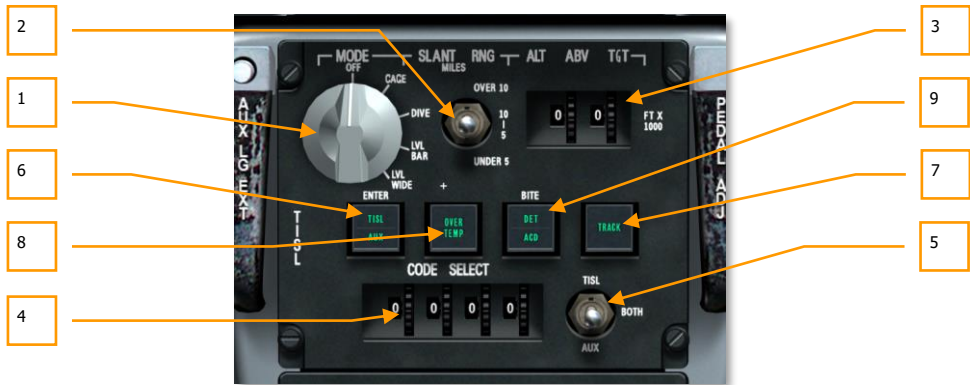 2
1
6
8
4
3
9
7
5
MODE
OFF
CAGE
DIVE
LVL
BAR
LVL
WIDE
SLANT RNG
MILES
OVER 10
10
5
UNDER 5
ALT ABV TGT
0 0
FT X
1000
AUX LG EXT
PEDAL ADJ
TISL
ENTER
TISL
AUX
OVER
TEMP
BITE
DET
ACD
TRACK
CODE SELECT
0 0 0 0
TISL
BOTH
AUX